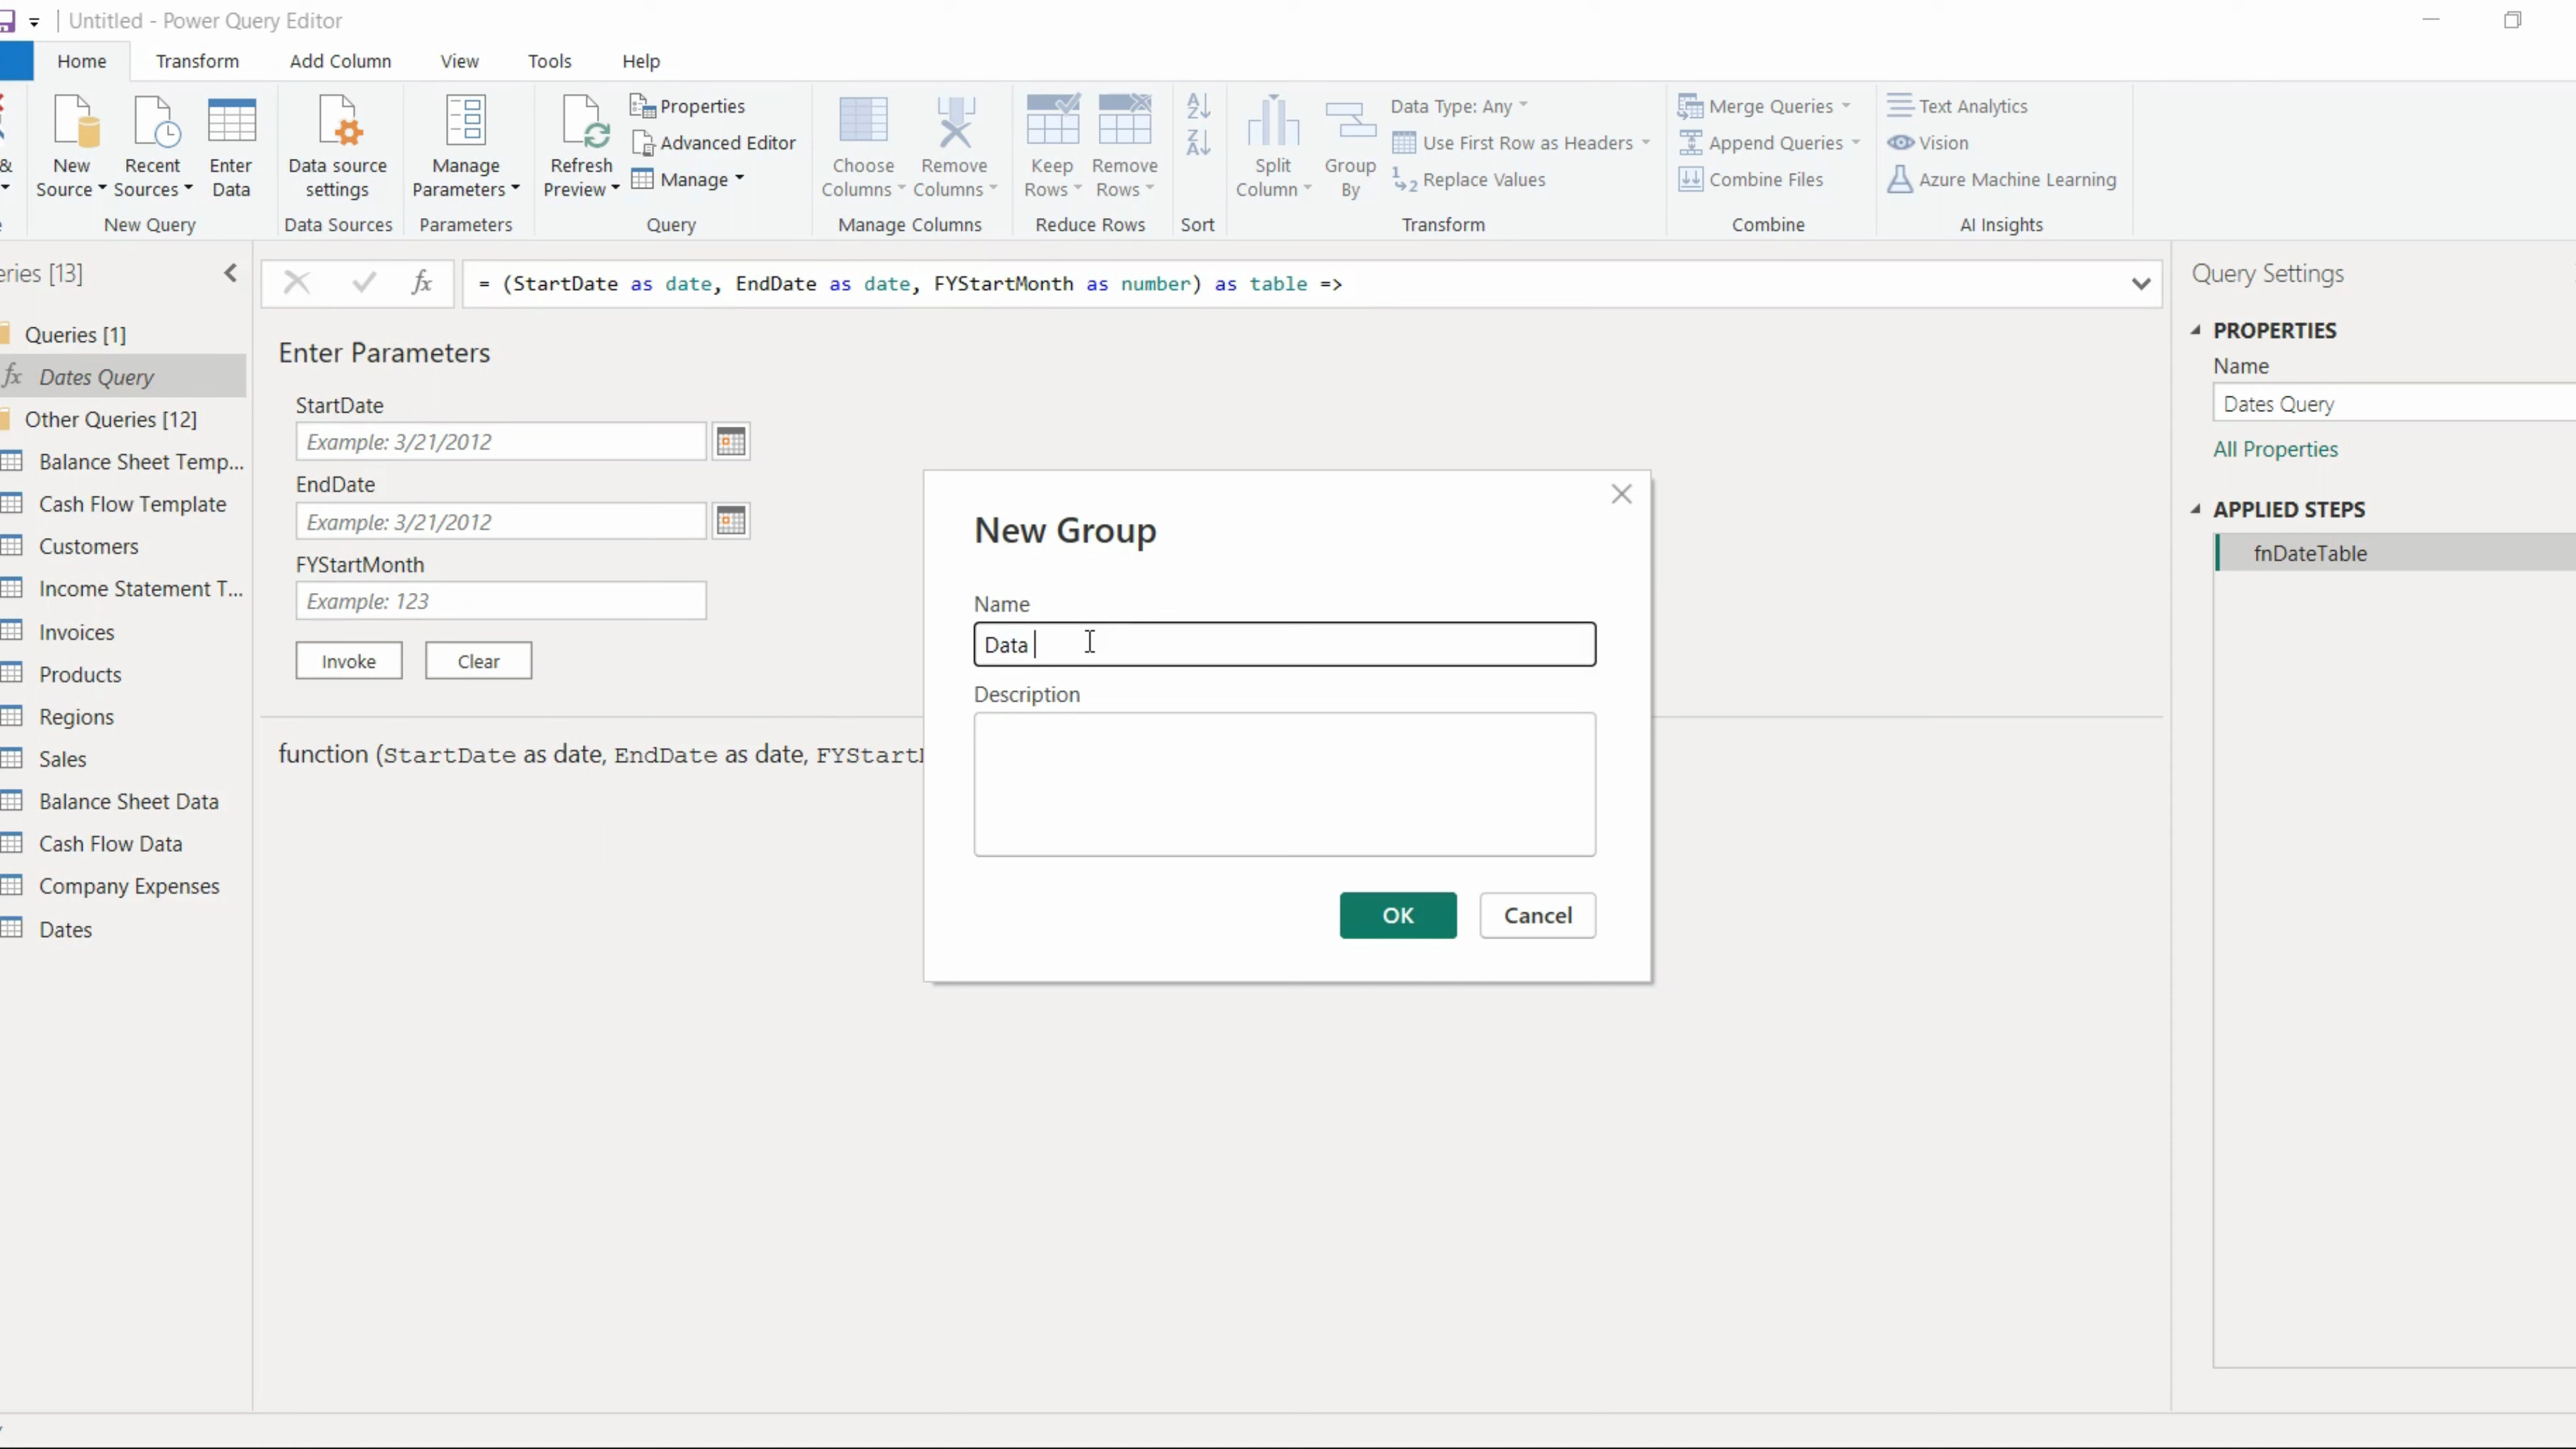 Untitled - Power Query Editor
Home Transform Add Column View Tools Help
New Source
Recent Sources
Enter Data
New Query
Data source settings
Data Sources
Manage Parameters
Parameters
Refresh Preview
Properties
Advanced Editor
Manage
Query
Choose Columns
Remove Columns
Manage Columns
Keep Rows
Remove Rows
Reduce Rows
Sort
Split Column
Group By
Data Type: Any
Use First Row as Headers
Replace Values
Transform
Merge Queries
Append Queries
Combine Files
Combine
Text Analytics
Vision
Azure Machine Learning
AI Insights
eries [13]
Queries [1]
fx Dates Query
Other Queries [12]
Balance Sheet Temp...
Cash Flow Template
Customers
Income Statement T...
Invoices
Products
Regions
Sales
Balance Sheet Data
Cash Flow Data
Company Expenses
Dates
fx = (StartDate as date, EndDate as date, FYStartMonth as number) as table =>
Enter Parameters
StartDate
Example: 3/21/2012
EndDate
Example: 3/21/2012
FYStartMonth
Example: 123
Invoke Clear
function (StartDate as date, EndDate as date, FYStart
New Group
Name
Data
Description
OK Cancel
Query Settings
PROPERTIES
Name
Dates Query
All Properties
APPLIED STEPS
fnDateTable